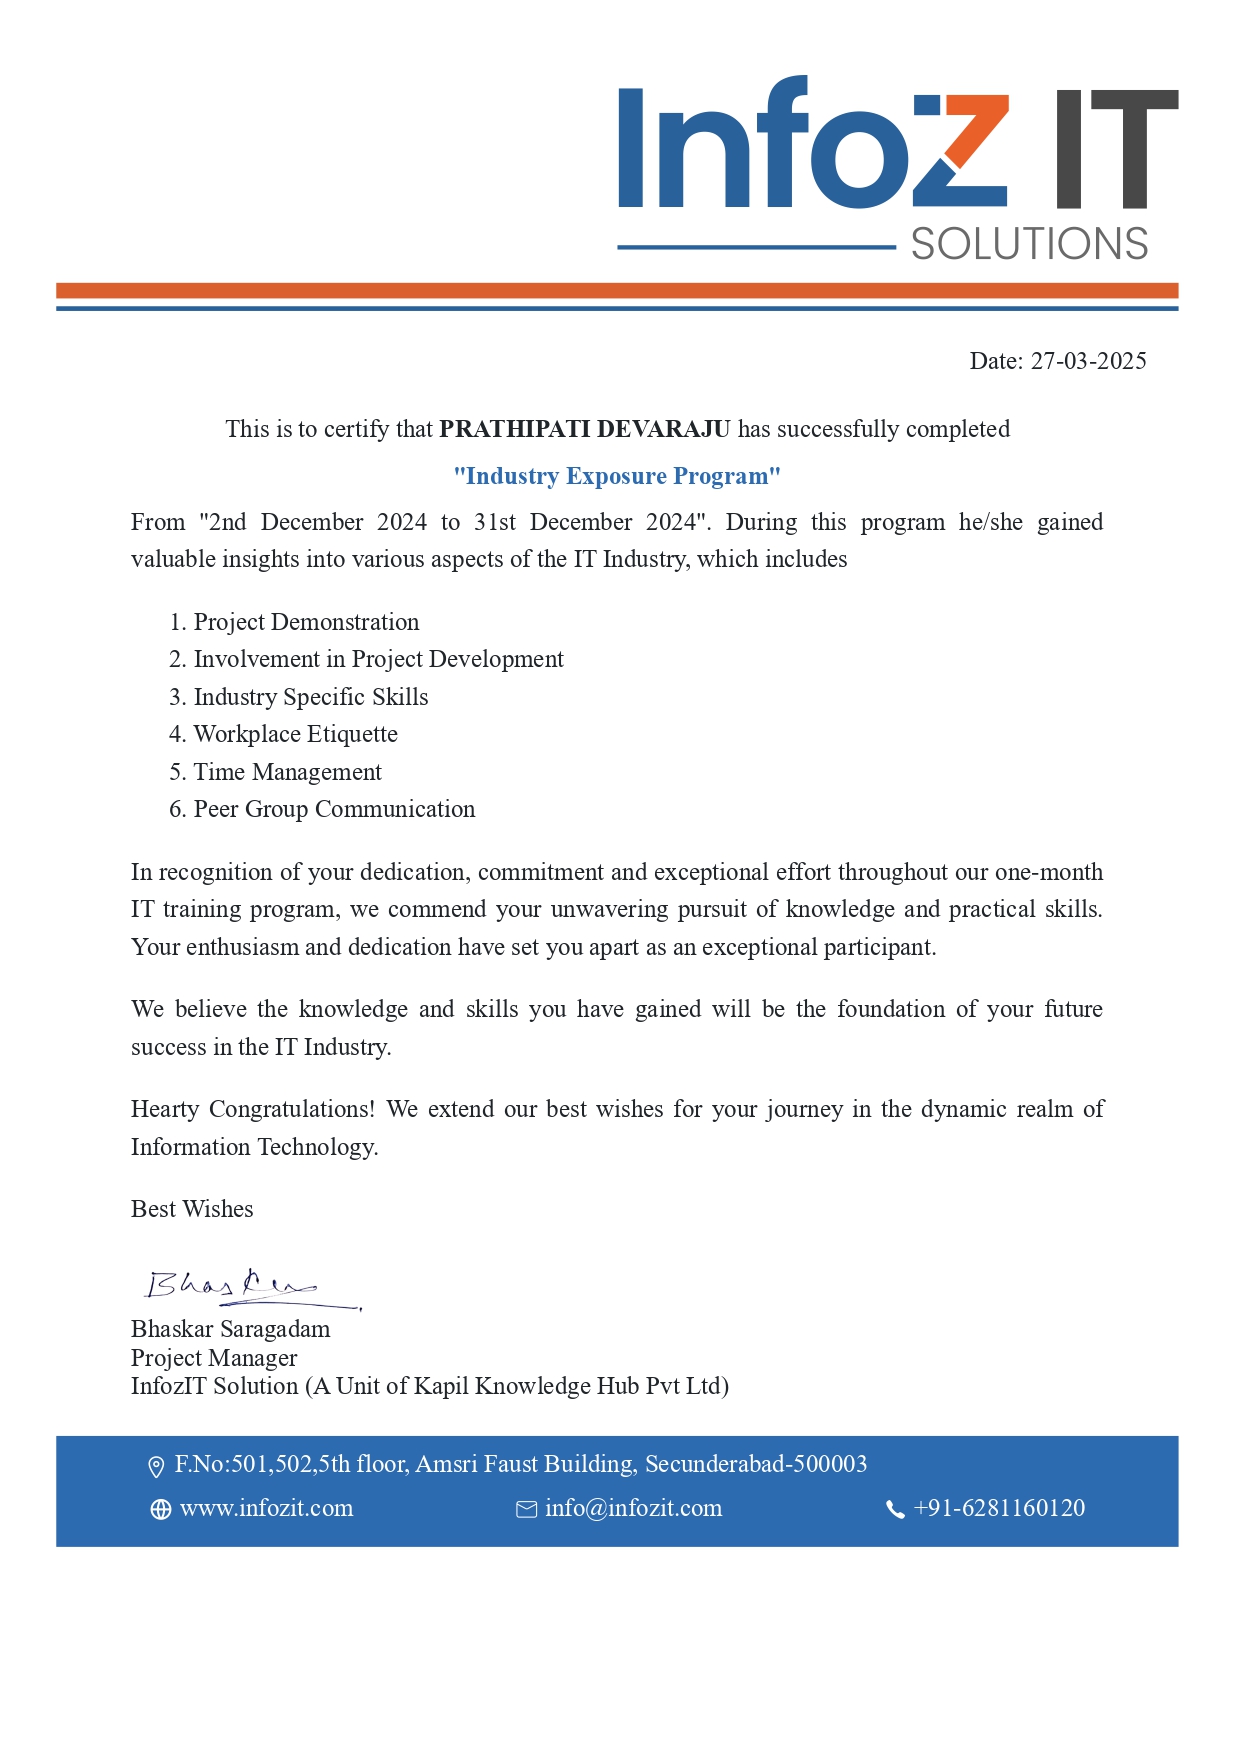 Infoz IT
SOLUTIONS
Date: 27-03-2025
This is to certify that PRATHIPATI DEVARAJU has successfully completed
"Industry Exposure Program"
From "2nd December 2024 to 31st December 2024". During this program he/she gained
valuable insights into various aspects of the IT Industry, which includes
1. Project Demonstration
2. Involvement in Project Development
3. Industry Specific Skills
4. Workplace Etiquette
5. Time Management
6. Peer Group Communication
In recognition of your dedication, commitment and exceptional effort throughout our one-month
IT training program, we commend your unwavering pursuit of knowledge and practical skills.
Your enthusiasm and dedication have set you apart as an exceptional participant.
We believe the knowledge and skills you have gained will be the foundation of your future
success in the IT Industry.
Hearty Congratulations! We extend our best wishes for your journey in the dynamic realm of
Information Technology.
Best Wishes
Bhaskar
Bhaskar Saragadam
Project Manager
InfozIT Solution (A Unit of Kapil Knowledge Hub Pvt Ltd)
F.No:501,502,5th floor, Amsri Faust Building, Secunderabad-500003
www.infozit.com info@infozit.com +91-6281160120